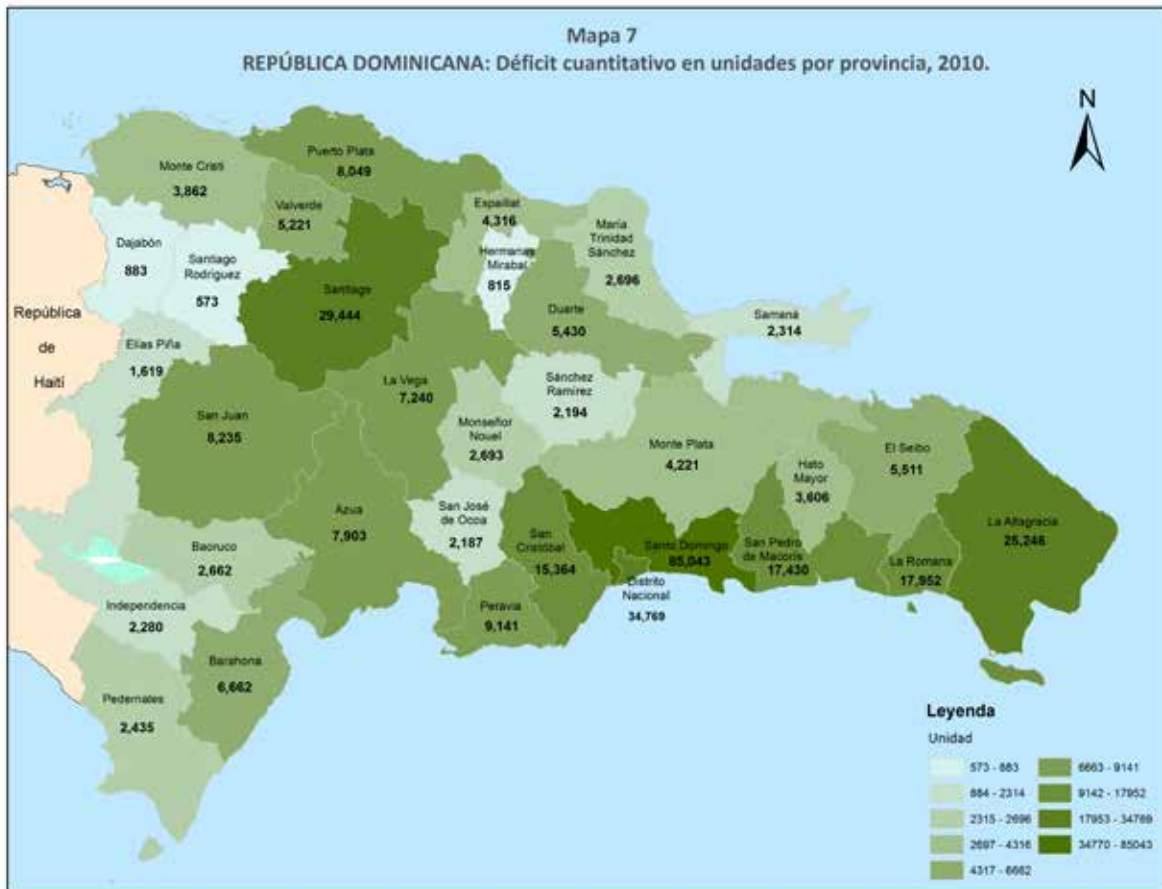 Mapa 7
REPÚBLICA DOMINICANA: Déficit cuantitativo en unidades por provincia, 2010.
N
Puerto Plata
8,049
Monte Cristi
3,862
Valverde
5,221
Espaillat
4,316
María
Trinidad
Sánchez
2,696
Dajabón
883
Santiago
Rodríguez
573
Hermanas
Mirabal
815
Santiago
29,444
Duarte
5,430
Samaná
2,314
República
de
Haití
Elías Piña
1,619
La Vega
7,240
Sánchez
Ramírez
2,194
San Juan
8,235
Monseñor
Nouel
2,693
Monte Plata
4,221
Hato
Mayor
3,606
El Seibo
5,511
Azua
7,903
San José
de Ocoa
2,187
San
Cristóbal
15,364
Santo Domingo
85,043
San Pedro
de Macorís
17,430
La Romana
17,952
La Altagracia
25,246
Baoruco
2,662
Distrito
Nacional
34,769
Independencia
2,280
Peravia
9,141
Barahona
6,662
Pedernales
2,435
Leyenda
Unidad
573 - 883
884 - 2314
2315 - 2696
2697 - 4316
4317 - 6662
6663 - 9141
9142 - 17952
17953 - 34769
34770 - 85043